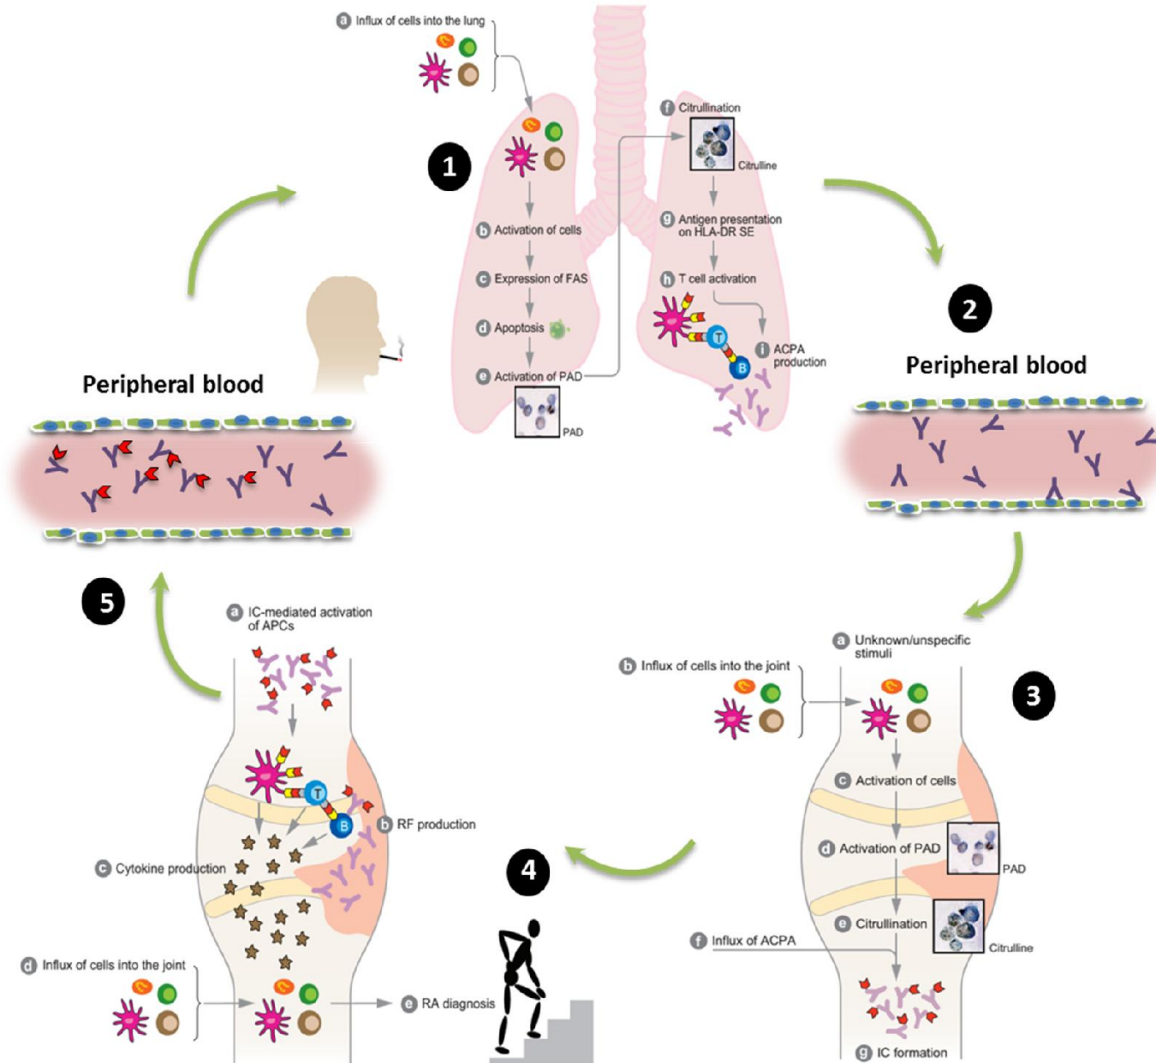 a Influx of cells into the lung
1
b Activation of cells
c Expression of FAS
d Apoptosis
e Activation of PAD
PAD
f Citrullination
Citrulline
g Antigen presentation
on HLA-DR SE
h T cell activation
T
B
i ACPA
production
2
Peripheral blood
a Unknown/unspecific
stimuli
b Influx of cells into the joint
3
c Activation of cells
d Activation of PAD
PAD
e Citrullination
Citrulline
f Influx of ACPA
g IC formation
4
a IC-mediated activation
of APCs
T
B
b RF production
c Cytokine production
d Influx of cells into the joint
e RA diagnosis
5
Peripheral blood